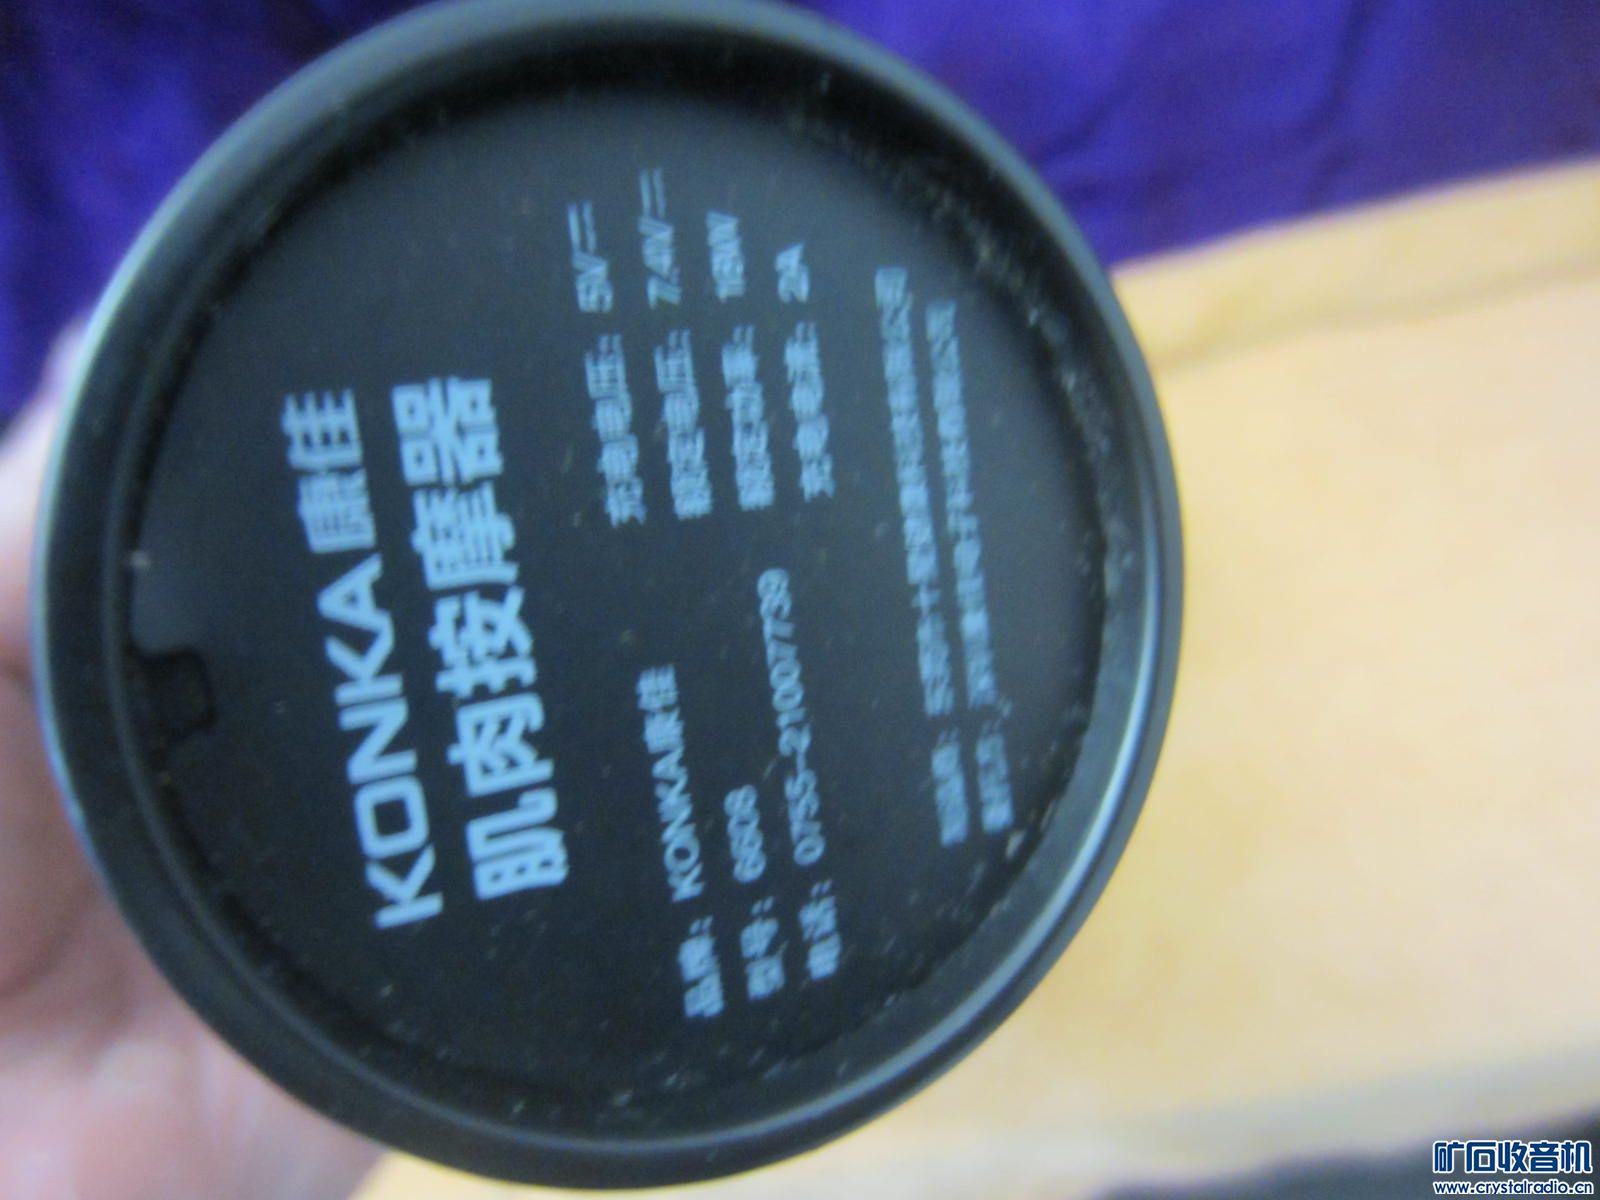 KONKA康佳
肌肉按摩器
品牌：KONKA康佳
充电电压：5V
型号：6608
额定电压：7.4V
电话：0755-21007739
额定功率：18W
充电电流：2A
矿石收音机
www.crystalradio.cn